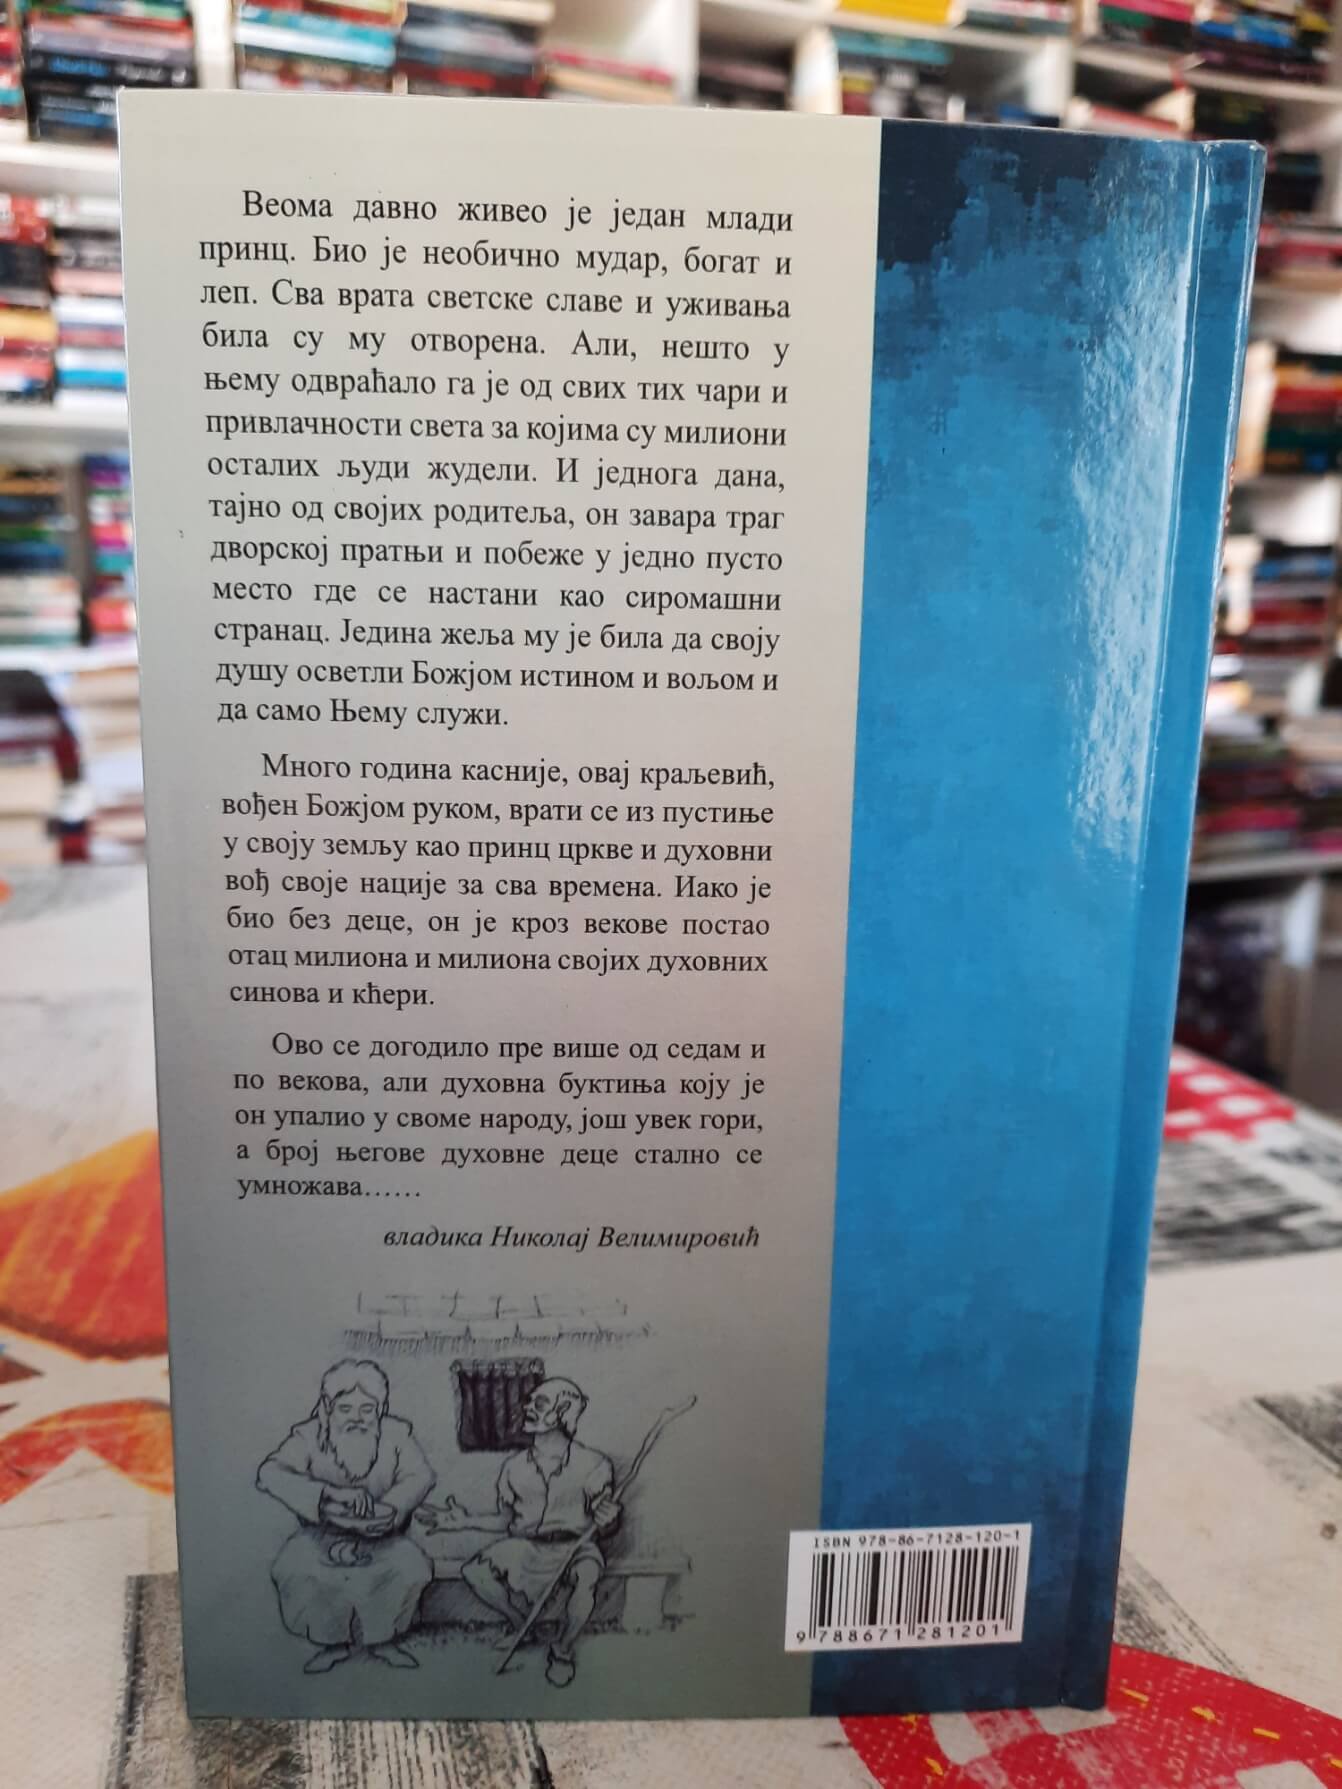 Веома давно живео је један млади
принц. Био је необично мудар, богат и
леп. Сва врата светске славе и уживања
била су му отворена. Али, нешто у
њему одвраћало га је од свих тих чари и
привлачности света за којима су милиони
осталих људи жудели. И једнога дана,
тајно од својих родитеља, он завара траг
дворској пратњи и побеже у једно пусто
место где се настани као сиромашни
странац. Једина жеља му је била да своју
душу осветли Божјом истином и вољом и
да само Њему служи.
Много година касније, овај краљевић,
вођен Божјом руком, врати се из пустиње
у своју земљу као принц цркве и духовни
вођ своје нације за сва времена. Иако је
био без деце, он је кроз векове постао
отац милиона и милиона својих духовних
синова и кћери.
Ово се догодило пре више од седам и
по векова, али духовна буктиња коју је
он упалио у своме народу, још увек гори,
а број његове духовне деце стално се
умножава......
владика Николај Велимировић
ISBN 978-86-7128-120-1
9 788671 281201